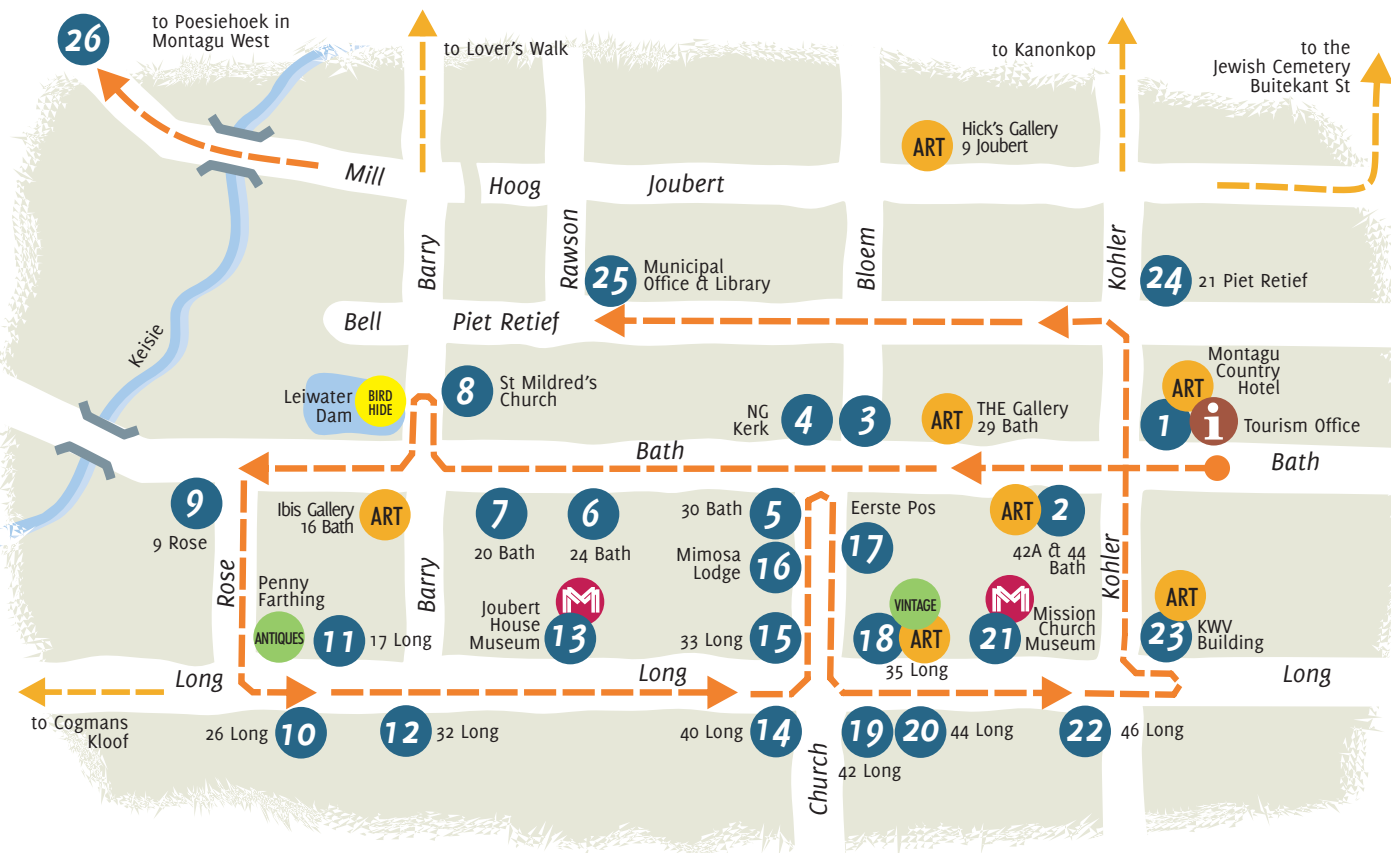 26
to Poesiehoek in
Montagu West
to Lover's Walk
to Kanonkop
to the
Jewish Cemetery
Buitekant St
ART
Hick's Gallery
9 Joubert
Mill
Hoog
Joubert
Barry
Rawson
Bloem
Kohler
25
Municipal
Office & Library
24
21 Piet Retief
Bell
Piet Retief
Keisie
Leiwater
Dam
BIRD
HIDE
8
St Mildred's
Church
NG
Kerk
4
3
ART
THE Gallery
29 Bath
Montagu
Country
Hotel
ART
1
i
Tourism Office
Bath
Bath
9
9 Rose
Ibis Gallery
16 Bath
ART
7
20 Bath
6
24 Bath
30 Bath
5
Mimosa
Lodge
16
Eerste Pos
17
ART
2
42A & 44
Bath
Rose
Barry
Kohler
Penny
Farthing
ANTIQUES
11
17 Long
Joubert
House
Museum
M
13
33 Long
15
VINTAGE
18
ART
35 Long
M
21
Mission
Church
Museum
ART
23
KWV
Building
Long
Long
Long
to Cogmans
Kloof
26 Long
10
12
32 Long
40 Long
14
Church
19
42 Long
20
44 Long
22
46 Long